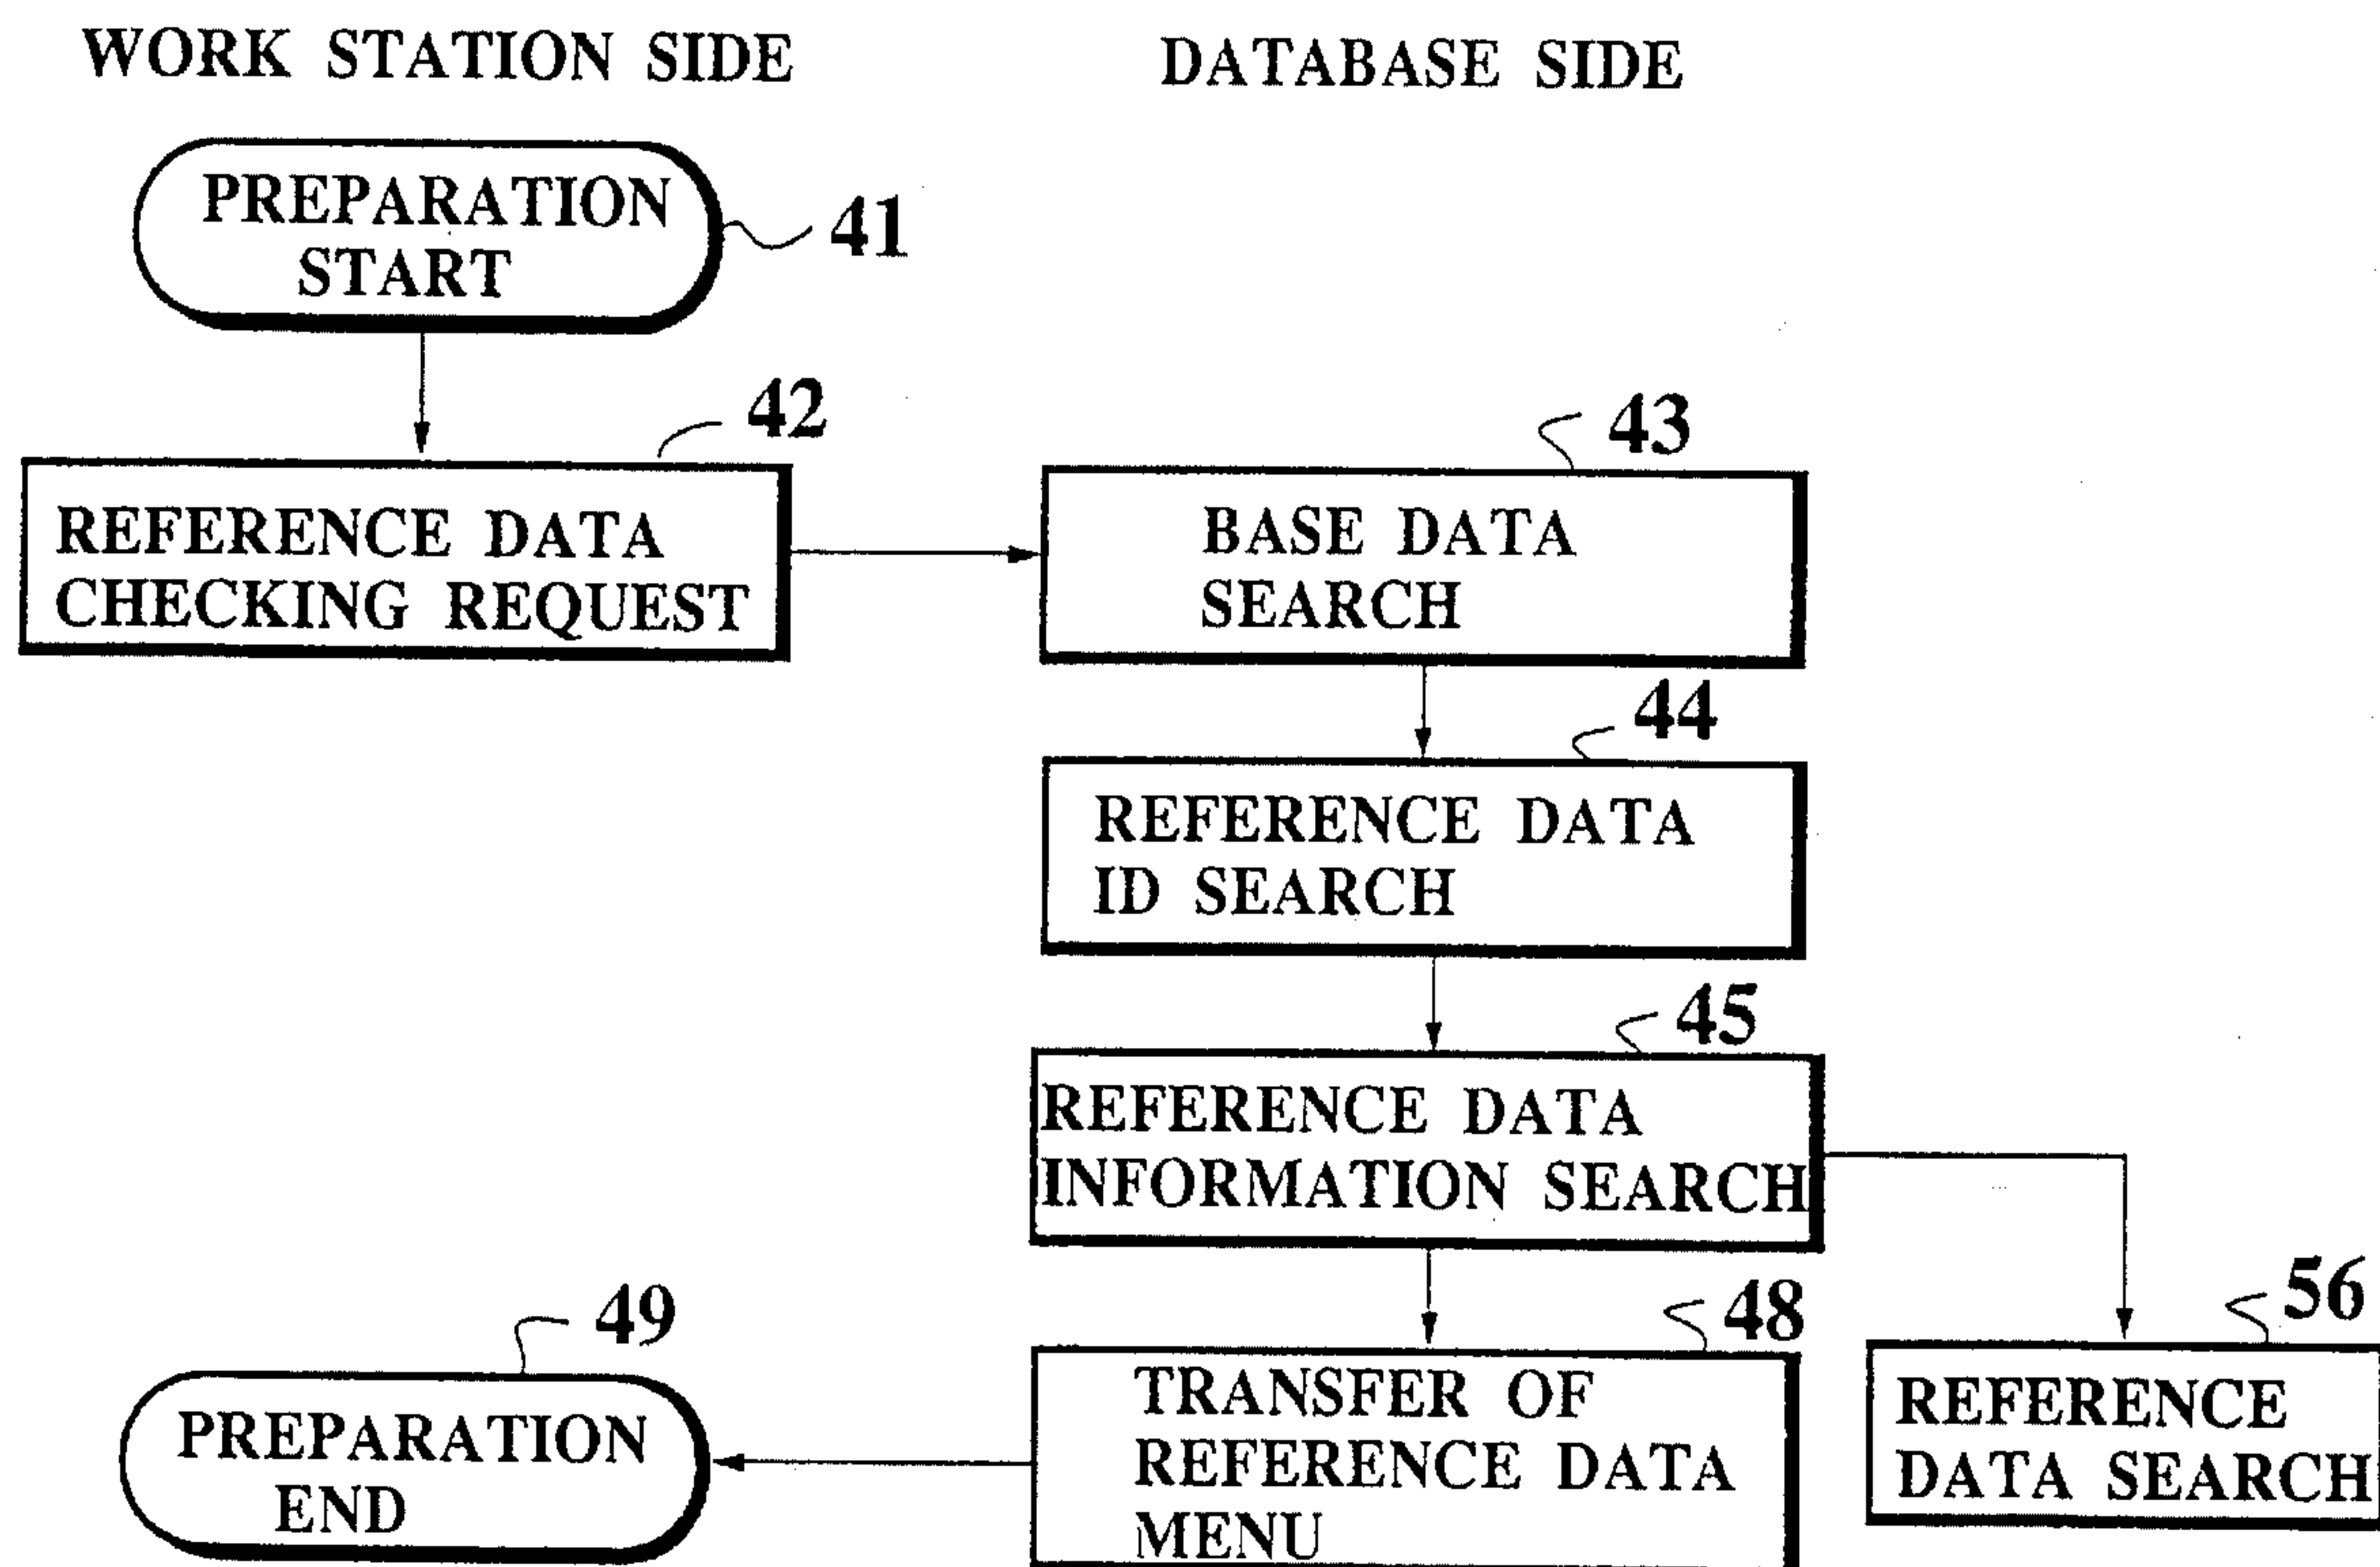 WORK STATION SIDE
DATABASE SIDE
PREPARATION
START
41
42
REFERENCE DATA
CHECKING REQUEST
43
BASE DATA
SEARCH
44
REFERENCE DATA
ID SEARCH
45
REFERENCE DATA
INFORMATION SEARCH
49
PREPARATION
END
48
TRANSFER OF
REFERENCE DATA
MENU
56
REFERENCE
DATA SEARCH